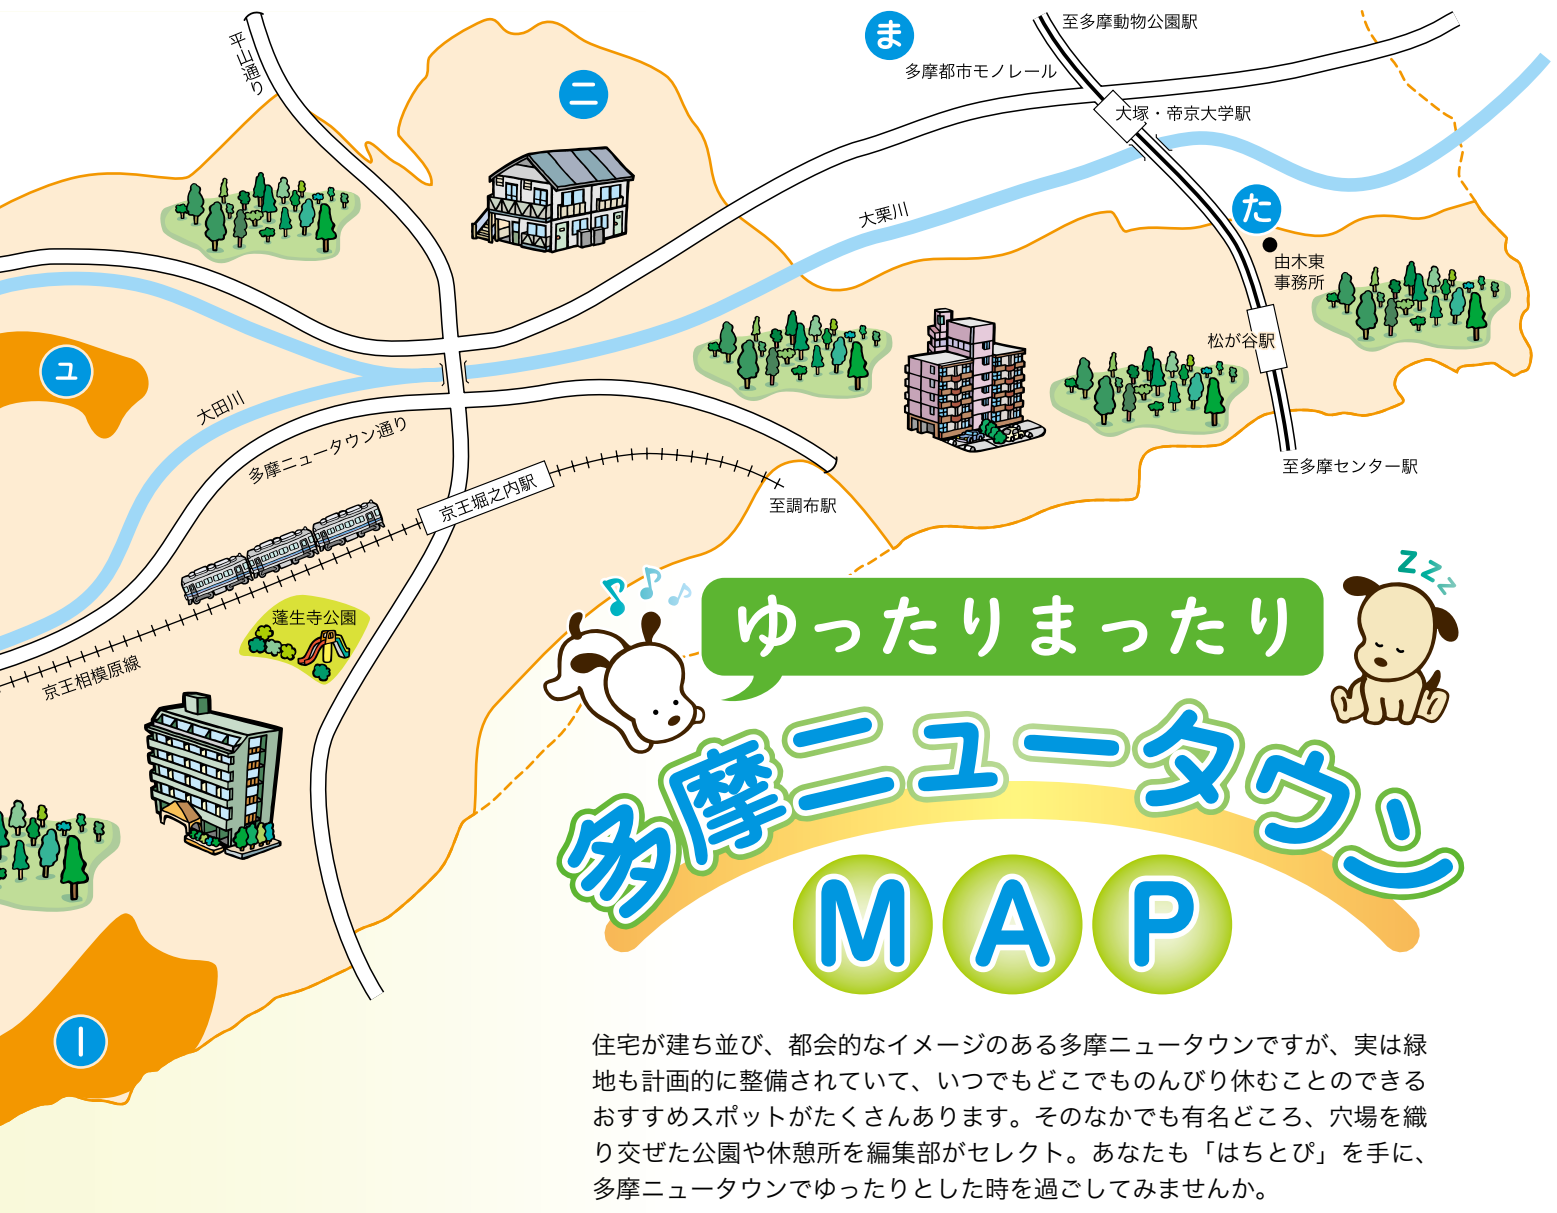 平山通り
ニ
ま
至多摩動物公園駅
多摩都市モノレール
大塚・帝京大学駅
大栗川
た
由木東
事務所
松が谷駅
至多摩センター駅
ュ
大田川
多摩ニュータウン通り
京王堀之内駅
至調布駅
蓬生寺公園
京王相模原線
ー
zzz
ゆったりまったり
多摩ニュータウン
MAP
住宅が建ち並び、都会的なイメージのある多摩ニュータウンですが、実は緑
地も計画的に整備されていて、いつでもどこでものんびり休むことのできる
おすすめスポットがたくさんあります。そのなかでも有名どころ、穴場を織
り交ぜた公園や休憩所を編集部がセレクト。あなたも「はちとぴ」を手に、
多摩ニュータウンでゆったりとした時を過ごしてみませんか。